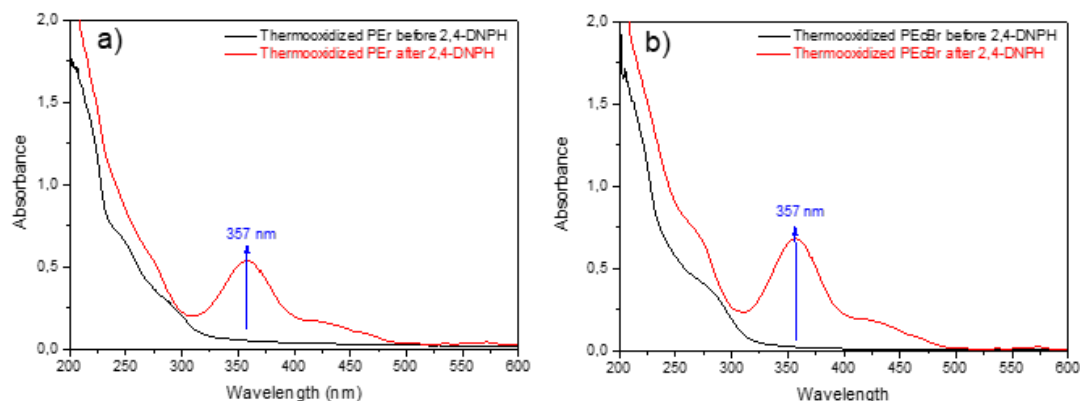 a)
Thermooxidized PEr before 2,4-DNPH
Thermooxidized PEr after 2,4-DNPH
357 nm
Absorbance
2,0
1,5
1,0
0,5
0,0
200 250 300 350 400 450 500 550 600
Wavelength (nm)
b)
Thermooxidized PEdBr before 2,4-DNPH
Thermooxidized PEdBr after 2,4-DNPH
357 nm
Absorbance
2,0
1,5
1,0
0,5
0,0
200 250 300 350 400 450 500 550 600
Wavelength